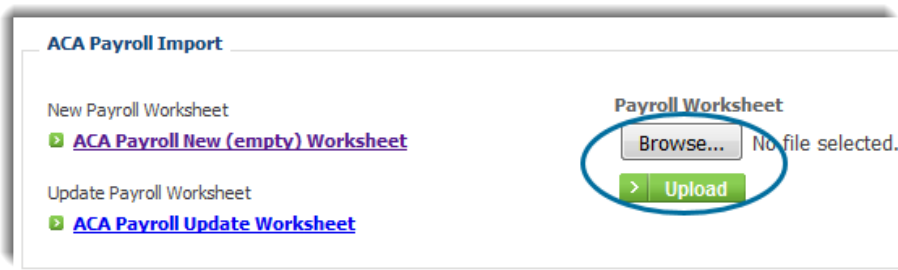 ACA Payroll Import
New Payroll Worksheet
ACA Payroll New (empty) Worksheet
Update Payroll Worksheet
ACA Payroll Update Worksheet
Payroll Worksheet
Browse... No file selected.
Upload